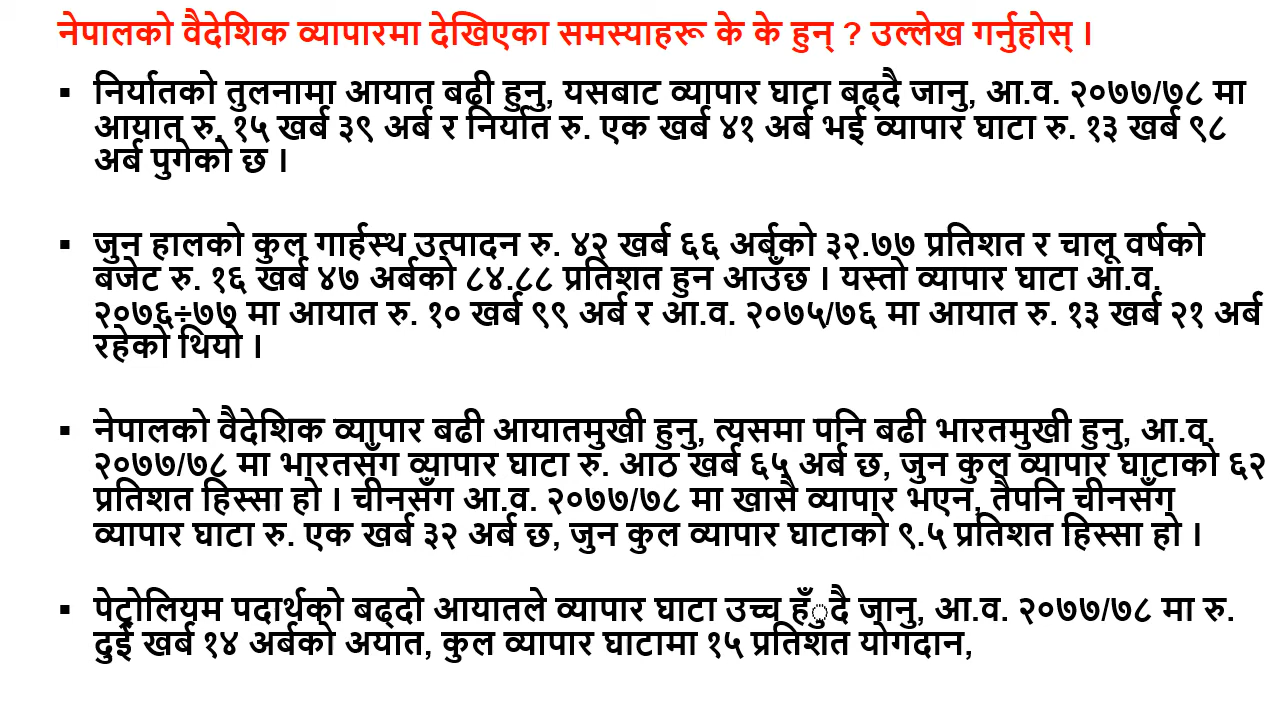 नेपालको वैदेशिक व्यापारमा देखिएका समस्याहरू के के हुन् ? उल्लेख गर्नुहोस् ।
▪ निर्यातको तुलनामा आयात बढी हुनु, यसबाट व्यापार घाटा बढ्दै जानु, आ.व. २०७७/७८ मा
आयात् रु. १५ खर्ब ३९ अर्ब र निर्यात रु. एक खर्ब ४१ अर्ब भई व्यापार घाटा रु. १३ खर्ब ९८
अर्ब पुगेको छ ।
▪ जुन हालको कुल गार्हस्थ उत्पादन रु. ४२ खर्ब ६६ अर्बको ३२.७७ प्रतिशत र चालू वर्षको
बजेट रु. १६ खर्ब ४७ अर्बको ८४.८८ प्रतिशत हुन आउँछ । यस्तो व्यापार घाटा आ.व.
२०७६÷७७ मा आयात रु. १० खर्ब ९९ अर्ब र आ.व. २०७५/७६ मा आयात रु. १३ खर्ब २१ अर्ब
रहेको थियो ।
▪ नेपालको वैदेशिक व्यापार बढी आयातमुखी हुनु, त्यसमा पनि बढी भारतमुखी हुनु, आ.व.
२०७७/७८ मा भारतसँग व्यापार घाटा रु. आठ खर्ब ६५ अर्ब छ, जुन कुल व्यापार घाटाको ६२
प्रतिशत हिस्सा हो । चीनसँग आ.व. २०७७/७८ मा खासै व्यापार भएन, तैपनि चीनसँग
व्यापार घाटा रु. एक खर्ब ३२ अर्ब छ, जुन कुल व्यापार घाटाको ९.५ प्रतिशत हिस्सा हो ।
▪ पेट्रोलियम पदार्थको बढ्दो आयातले व्यापार घाटा उच्च हँुदै जानु, आ.व. २०७७/७८ मा रु.
दुई खर्ब १४ अर्बको अयात, कुल व्यापार घाटामा १५ प्रतिशत योगदान,